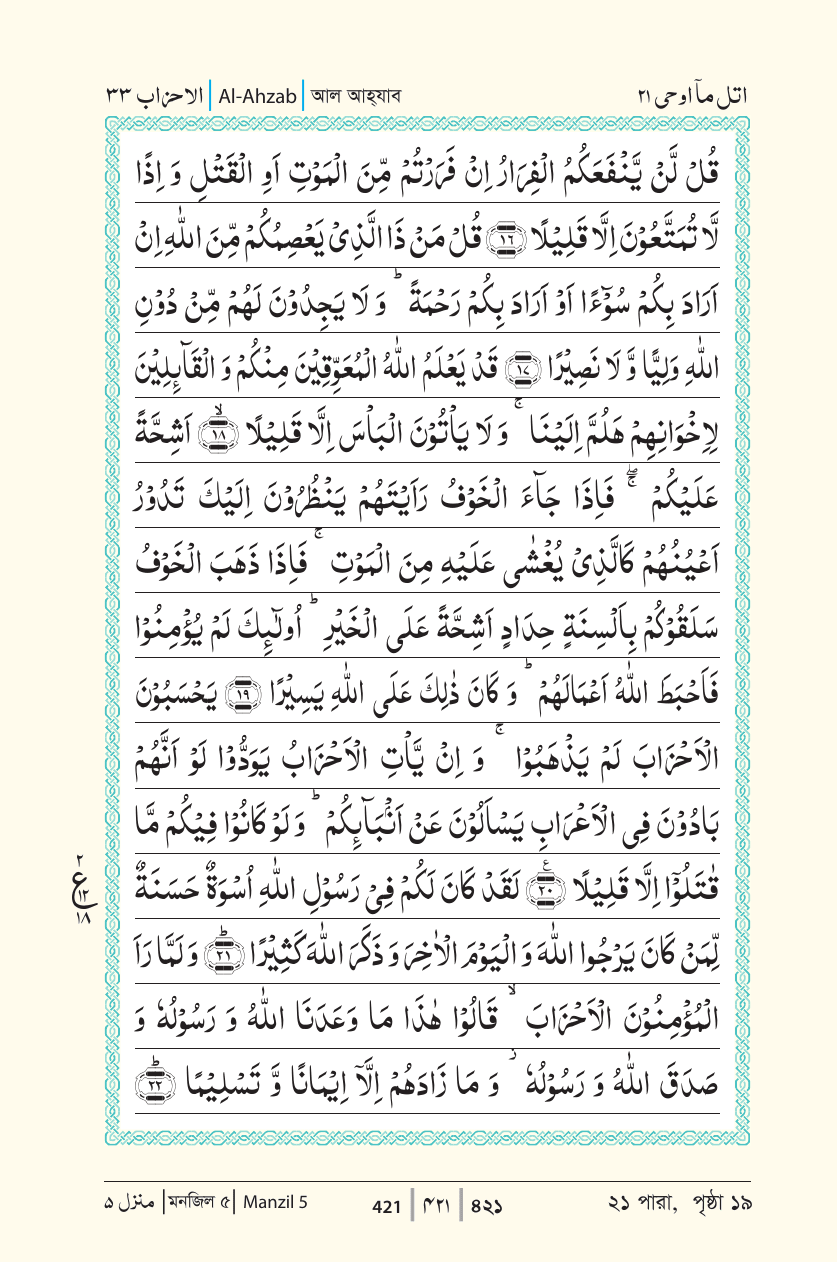 الاحزاب ٣٣ | Al-Ahzab | আল আহ্‌যাব
اتل مآ اوحی ٢١
قُلْ لَّنْ يَّنْفَعَكُمُ الْفِرَارُ اِنْ فَرَرْتُمْ مِّنَ الْمَوْتِ اَوِ الْقَتْلِ وَ اِذًا
لَّا تُمَتَّعُوْنَ اِلَّا قَلِيْلًا ﴿١٦﴾ قُلْ مَنْ ذَا الَّذِىْ يَعْصِمُكُمْ مِّنَ اللّٰهِ اِنْ
اَرَادَ بِكُمْ سُوْٓءًا اَوْ اَرَادَ بِكُمْ رَحْمَةً ؕ وَ لَا يَجِدُوْنَ لَهُمْ مِّنْ دُوْنِ
اللّٰهِ وَلِيًّا وَّ لَا نَصِيْرًا ﴿١٧﴾ قَدْ يَعْلَمُ اللّٰهُ الْمُعَوِّقِيْنَ مِنْكُمْ وَ الْقَآىِٕلِيْنَ
لِاِخْوَانِهِمْ هَلُمَّ اِلَيْنَا ۚ وَ لَا يَاْتُوْنَ الْبَاْسَ اِلَّا قَلِيْلًا ۙ﴿١٨﴾ اَشِحَّةً
عَلَيْكُمْ ۖۚ فَاِذَا جَآءَ الْخَوْفُ رَاَيْتَهُمْ يَنْظُرُوْنَ اِلَيْكَ تَدُوْرُ
اَعْيُنُهُمْ كَالَّذِىْ يُغْشٰى عَلَيْهِ مِنَ الْمَوْتِ ۚ فَاِذَا ذَهَبَ الْخَوْفُ
سَلَقُوْكُمْ بِاَلْسِنَةٍ حِدَادٍ اَشِحَّةً عَلَى الْخَيْرِ ؕ اُولٰٓىِٕكَ لَمْ يُؤْمِنُوْا
فَاَحْبَطَ اللّٰهُ اَعْمَالَهُمْ ؕ وَ كَانَ ذٰلِكَ عَلَى اللّٰهِ يَسِيْرًا ﴿١٩﴾ يَحْسَبُوْنَ
الْاَحْزَابَ لَمْ يَذْهَبُوْا ۚ وَ اِنْ يَّاْتِ الْاَحْزَابُ يَوَدُّوْا لَوْ اَنَّهُمْ
بَادُوْنَ فِى الْاَعْرَابِ يَسْاَلُوْنَ عَنْ اَنْۢبَآىِٕكُمْ ؕ وَ لَوْ كَانُوْا فِيْكُمْ مَّا
قٰتَلُوْٓا اِلَّا قَلِيْلًا ﴿٢٠﴾ لَقَدْ كَانَ لَكُمْ فِىْ رَسُوْلِ اللّٰهِ اُسْوَةٌ حَسَنَةٌ
٢
ع
١٢
١٨
لِّمَنْ كَانَ يَرْجُوا اللّٰهَ وَ الْيَوْمَ الْاٰخِرَ وَ ذَكَرَ اللّٰهَ كَثِيْرًا ؕ﴿٢١﴾ وَ لَمَّا رَاَ
الْمُؤْمِنُوْنَ الْاَحْزَابَ ۙ قَالُوْا هٰذَا مَا وَعَدَنَا اللّٰهُ وَ رَسُوْلُهٗ وَ
صَدَقَ اللّٰهُ وَ رَسُوْلُهٗ ؗ وَ مَا زَادَهُمْ اِلَّاۤ اِيْمَانًا وَّ تَسْلِيْمًا ؕ﴿٢٢﴾
منزل ٥ | মনজিল ৫ | Manzil 5
421 | ۴۲۱ | ৪২১
২১ পারা, পৃষ্ঠা ১৯